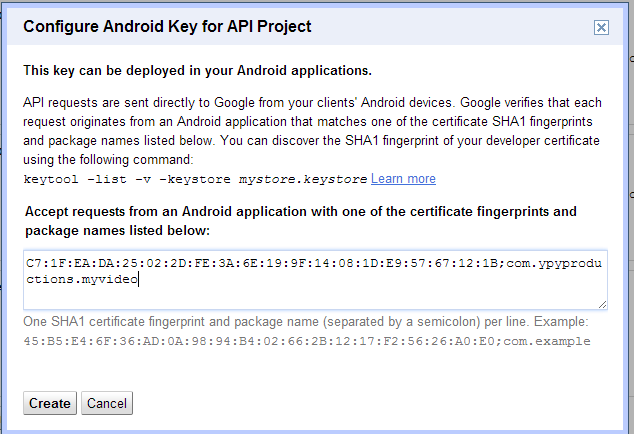 Configure Android Key for API Project
This key can be deployed in your Android applications.
API requests are sent directly to Google from your clients' Android devices. Google verifies that each
request originates from an Android application that matches one of the certificate SHA1 fingerprints
and package names listed below. You can discover the SHA1 fingerprint of your developer certificate
using the following command:
keytool -list -v -keystore mystore.keystore Learn more
Accept requests from an Android application with one of the certificate fingerprints and
package names listed below:
C7:1F:EA:DA:25:02:2D:FE:3A:6E:19:9F:14:08:1D:E9:57:67:12:1B;com.ypyprodu
ctions.myvideo
One SHA1 certificate fingerprint and package name (separated by a semicolon) per line. Example:
45:B5:E4:6F:36:AD:0A:98:94:B4:02:66:2B:12:17:F2:56:26:A0:E0;com.example
Create Cancel